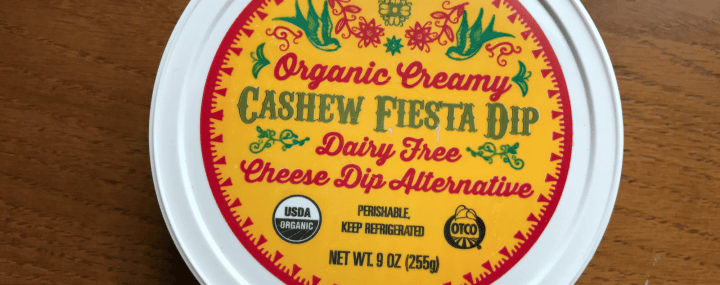 Organic Creamy
CASHEW FIESTA DIP
Dairy Free
Cheese Dip Alternative
USDA
ORGANIC
PERISHABLE,
KEEP REFRIGERATED
OTCO
NET WT. 9 OZ (255g)